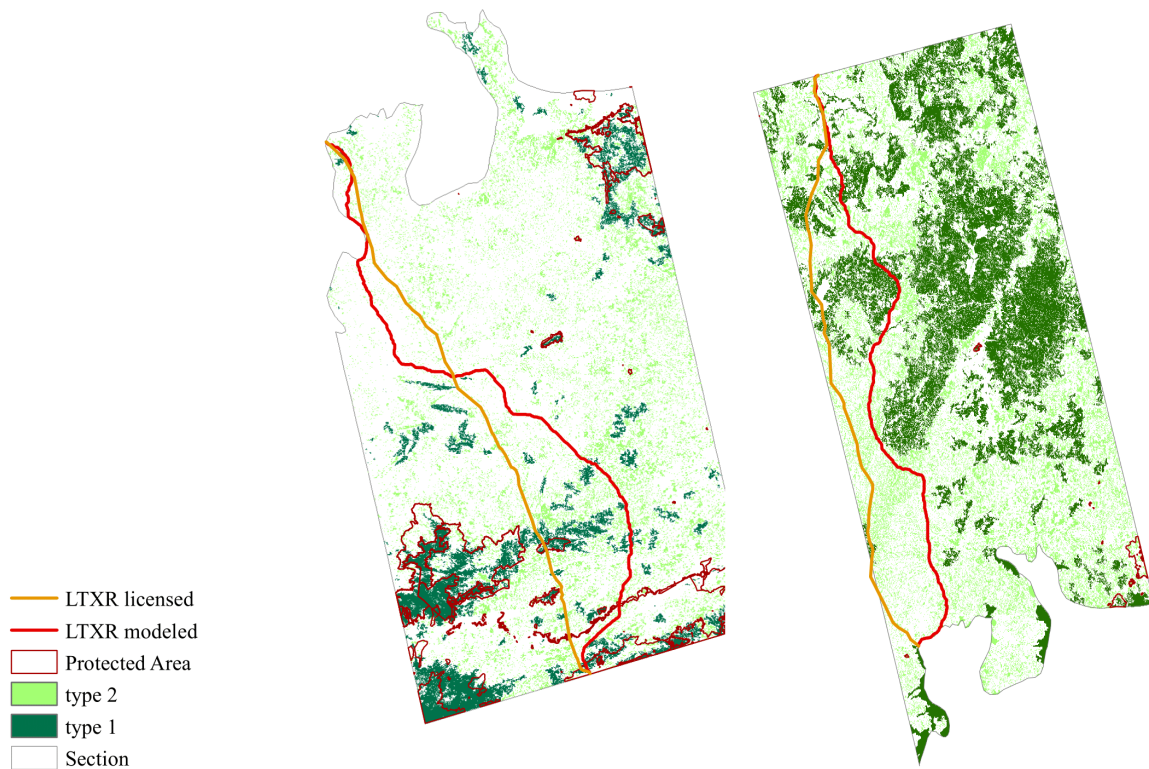 LTXR licensed
LTXR modeled
Protected Area
type 2
type 1
Section